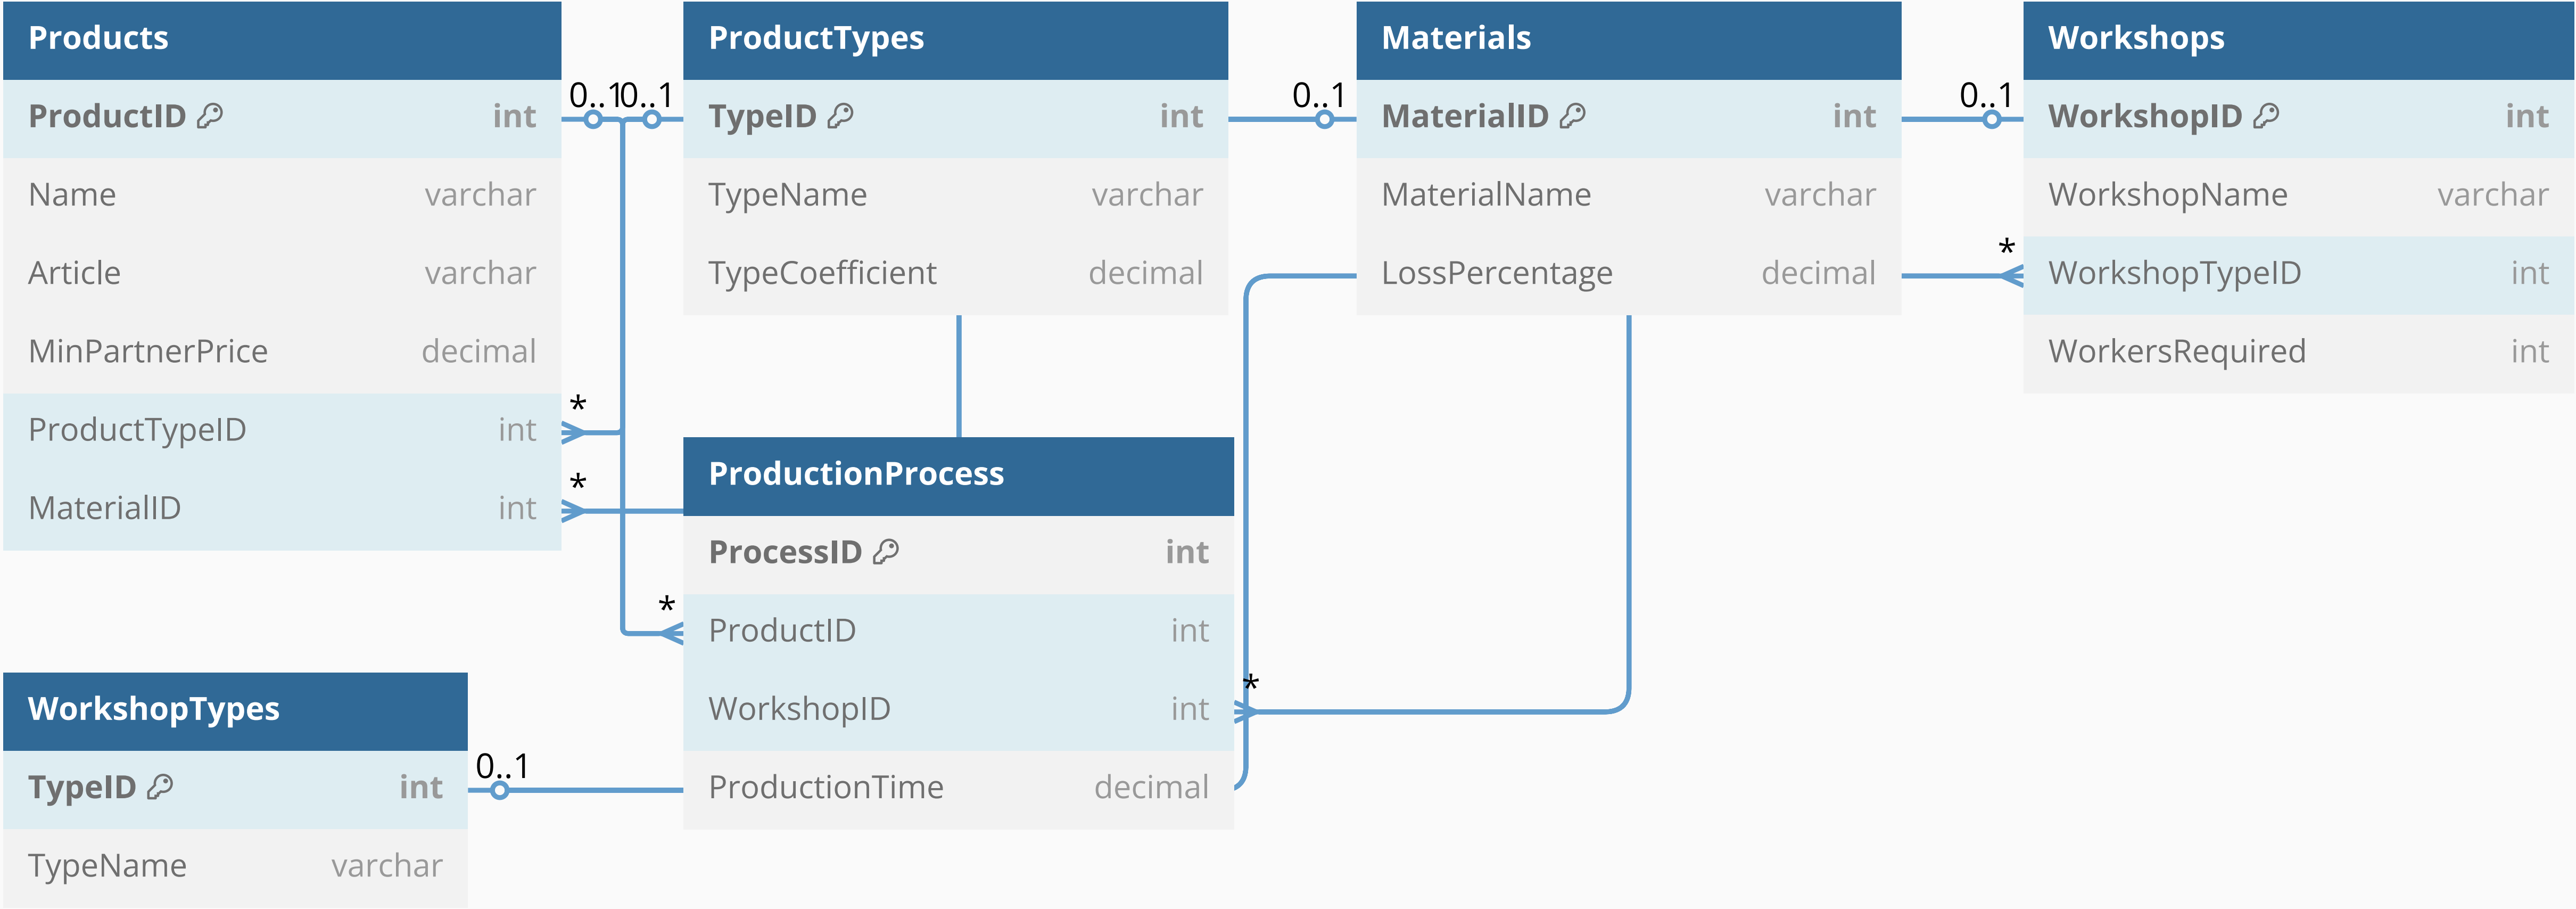 Products
ProductID int
Name varchar
Article varchar
MinPartnerPrice decimal
ProductTypeID int
MaterialID int
0..1
0..1
*
*
ProductTypes
TypeID int
TypeName varchar
TypeCoefficient decimal
0..1
Materials
MaterialID int
MaterialName varchar
LossPercentage decimal
0..1
*
Workshops
WorkshopID int
WorkshopName varchar
WorkshopTypeID int
WorkersRequired int
ProductionProcess
ProcessID int
ProductID int
WorkshopID int
ProductionTime decimal
*
*
WorkshopTypes
TypeID int
TypeName varchar
0..1